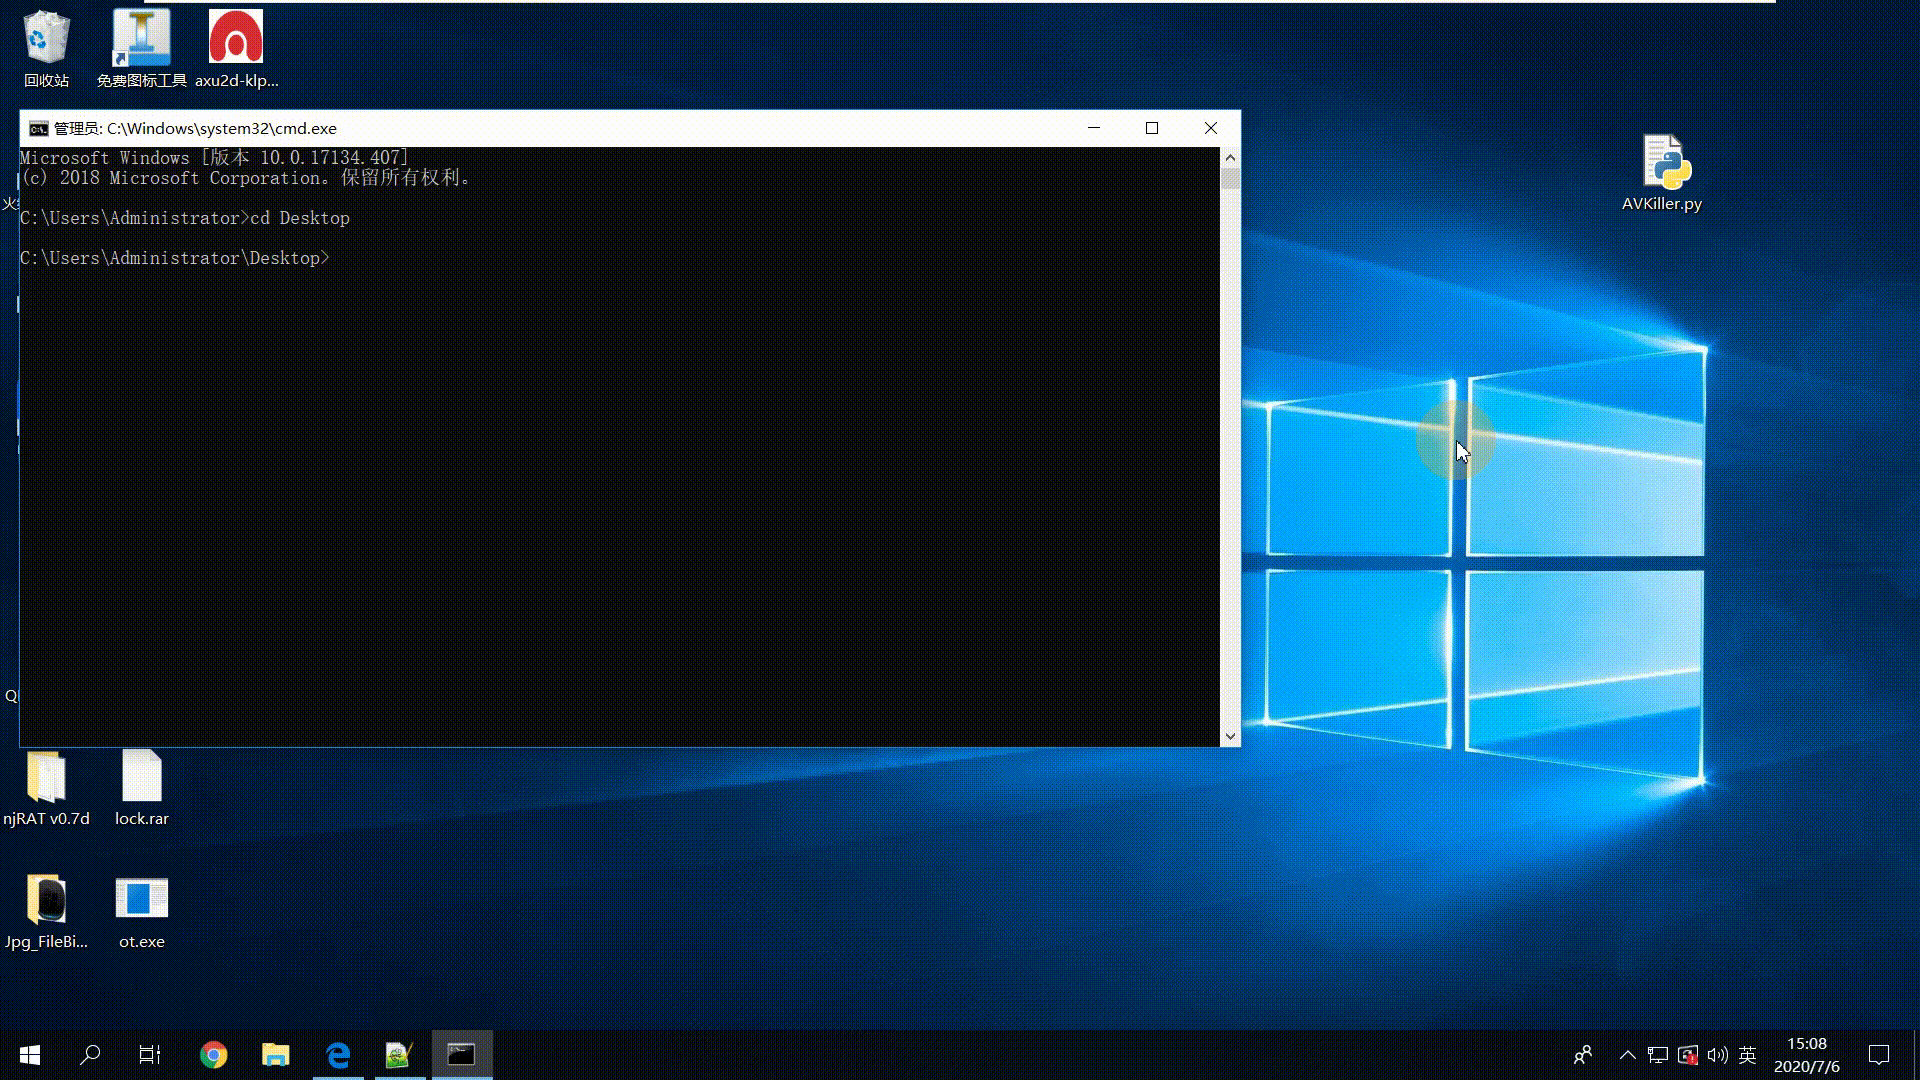 回收站
免费图标工具
axu2d-klp...
管理员: C:\Windows\system32\cmd.exe
Microsoft Windows [版本 10.0.17134.407]
(c) 2018 Microsoft Corporation。保留所有权利。
C:\Users\Administrator>cd Desktop
C:\Users\Administrator\Desktop>
AVKiller.py
njRAT v0.7d
lock.rar
Jpg_FileBi...
ot.exe
英
15:08
2020/7/6